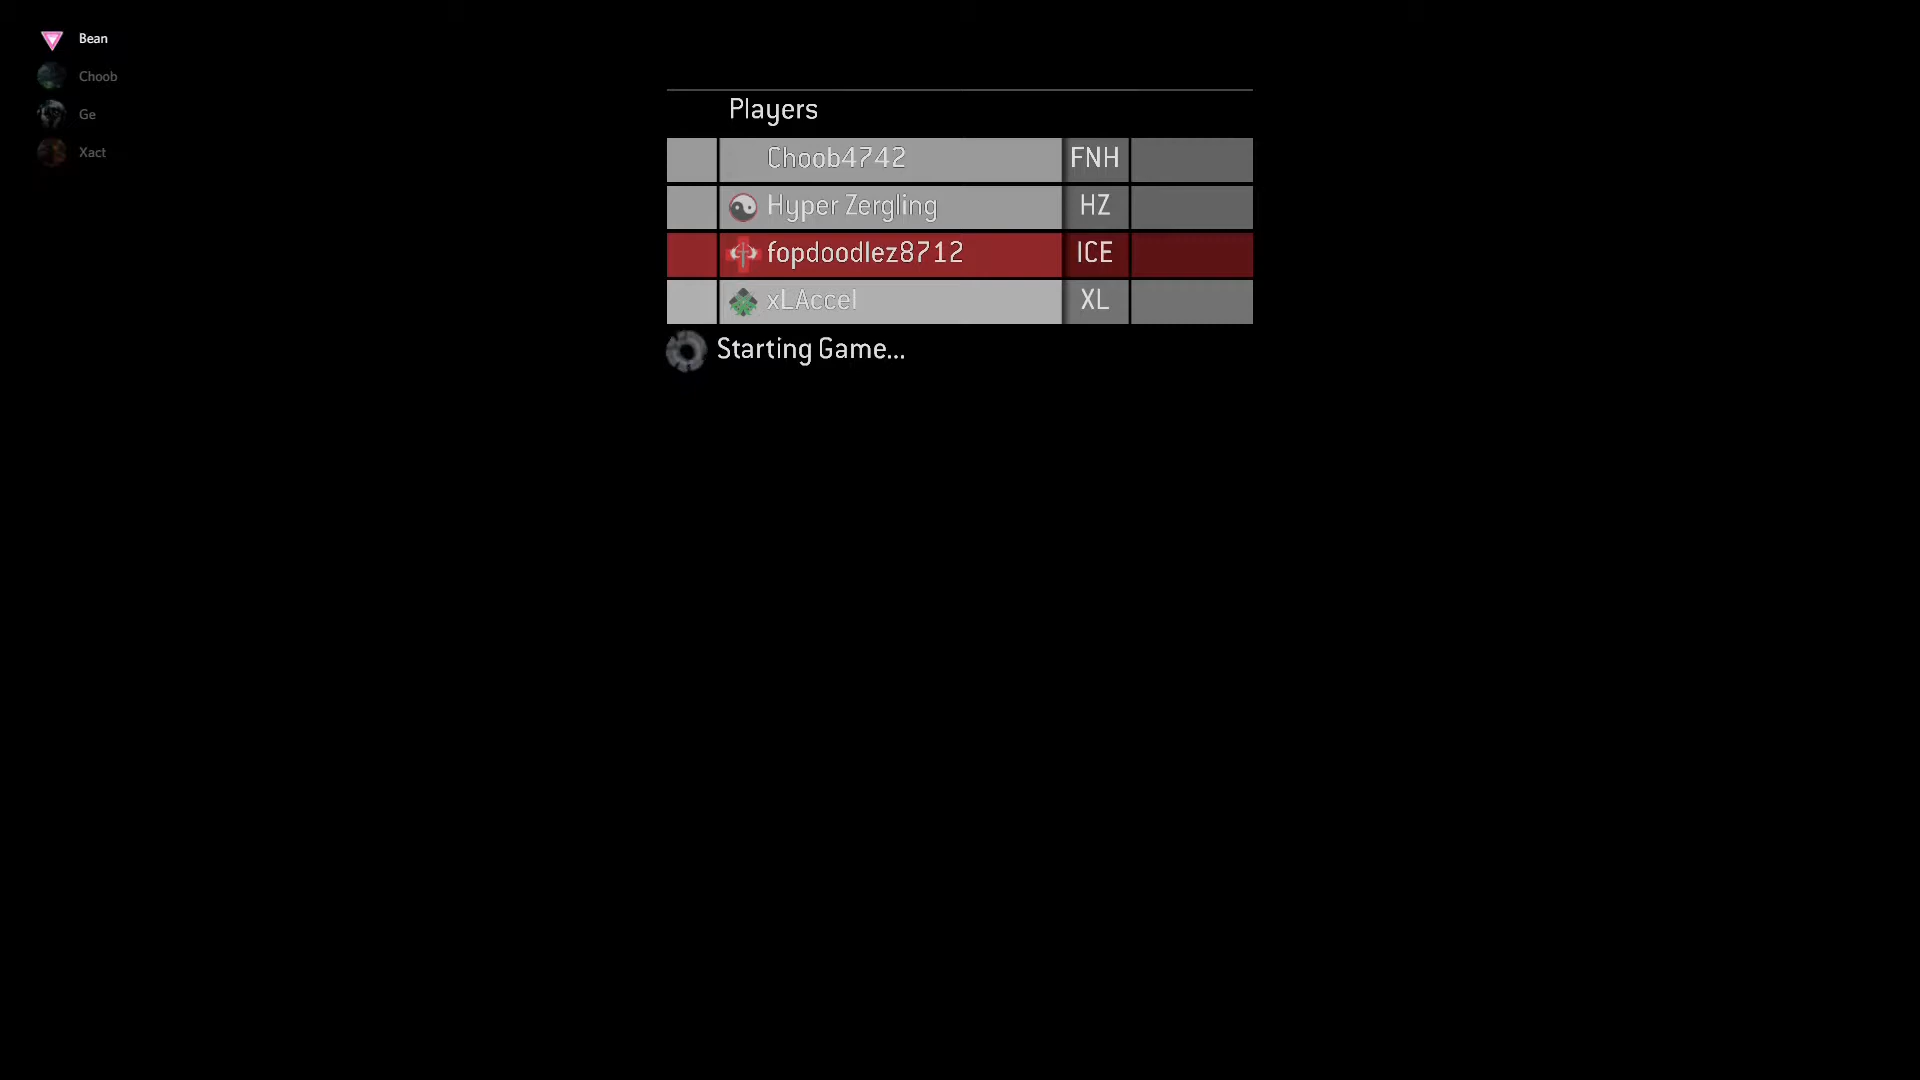 Bean
Choob
Ge
Xact
Players
Choob4742 FNH
Hyper Zergling HZ
fopdoodlez8712 ICE
xLAccel XL
Starting Game...